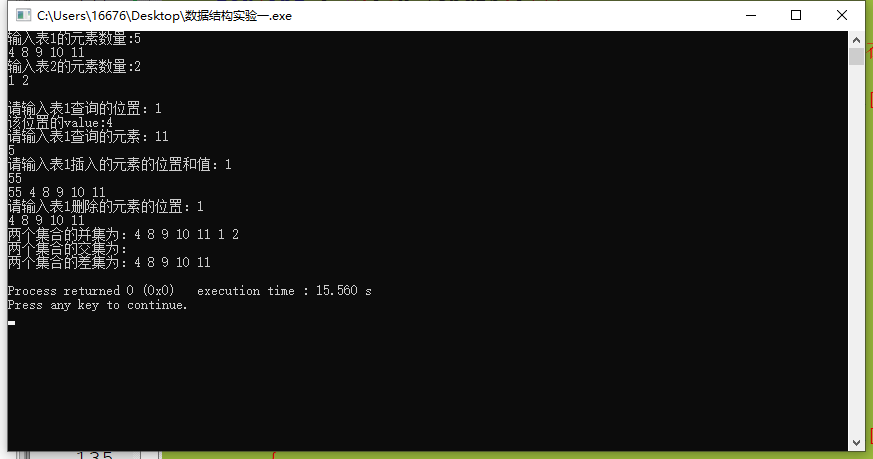 C:\Users\16676\Desktop\数据结构实验一.exe
输入表1的元素数量:5
4 8 9 10 11
输入表2的元素数量:2
1 2
请输入表1查询的位置: 1
该位置的value:4
请输入表1查询的元素: 11
5
请输入表1插入的元素的位置和值: 1
55
55 4 8 9 10 11
请输入表1删除的元素的位置: 1
4 8 9 10 11
两个集合的并集为: 4 8 9 10 11 1 2
两个集合的交集为:
两个集合的差集为: 4 8 9 10 11
Process returned 0 (0x0)   execution time : 15.560 s
Press any key to continue.
135